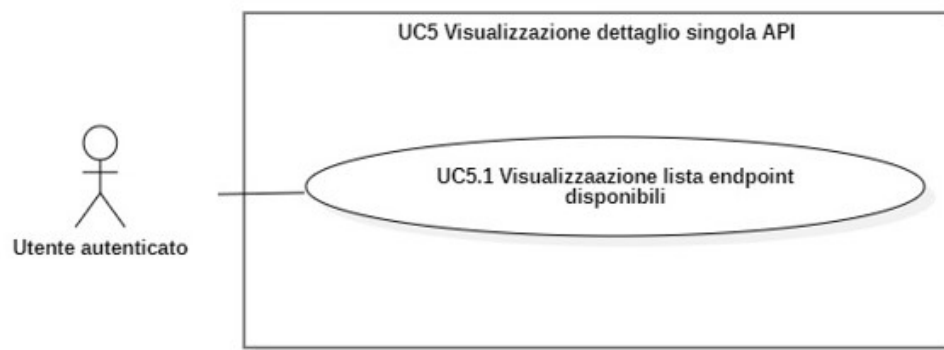 UC5 Visualizzazione dettaglio singola API
UC5.1 Visualizzaazione lista endpoint
disponibili
Utente autenticato